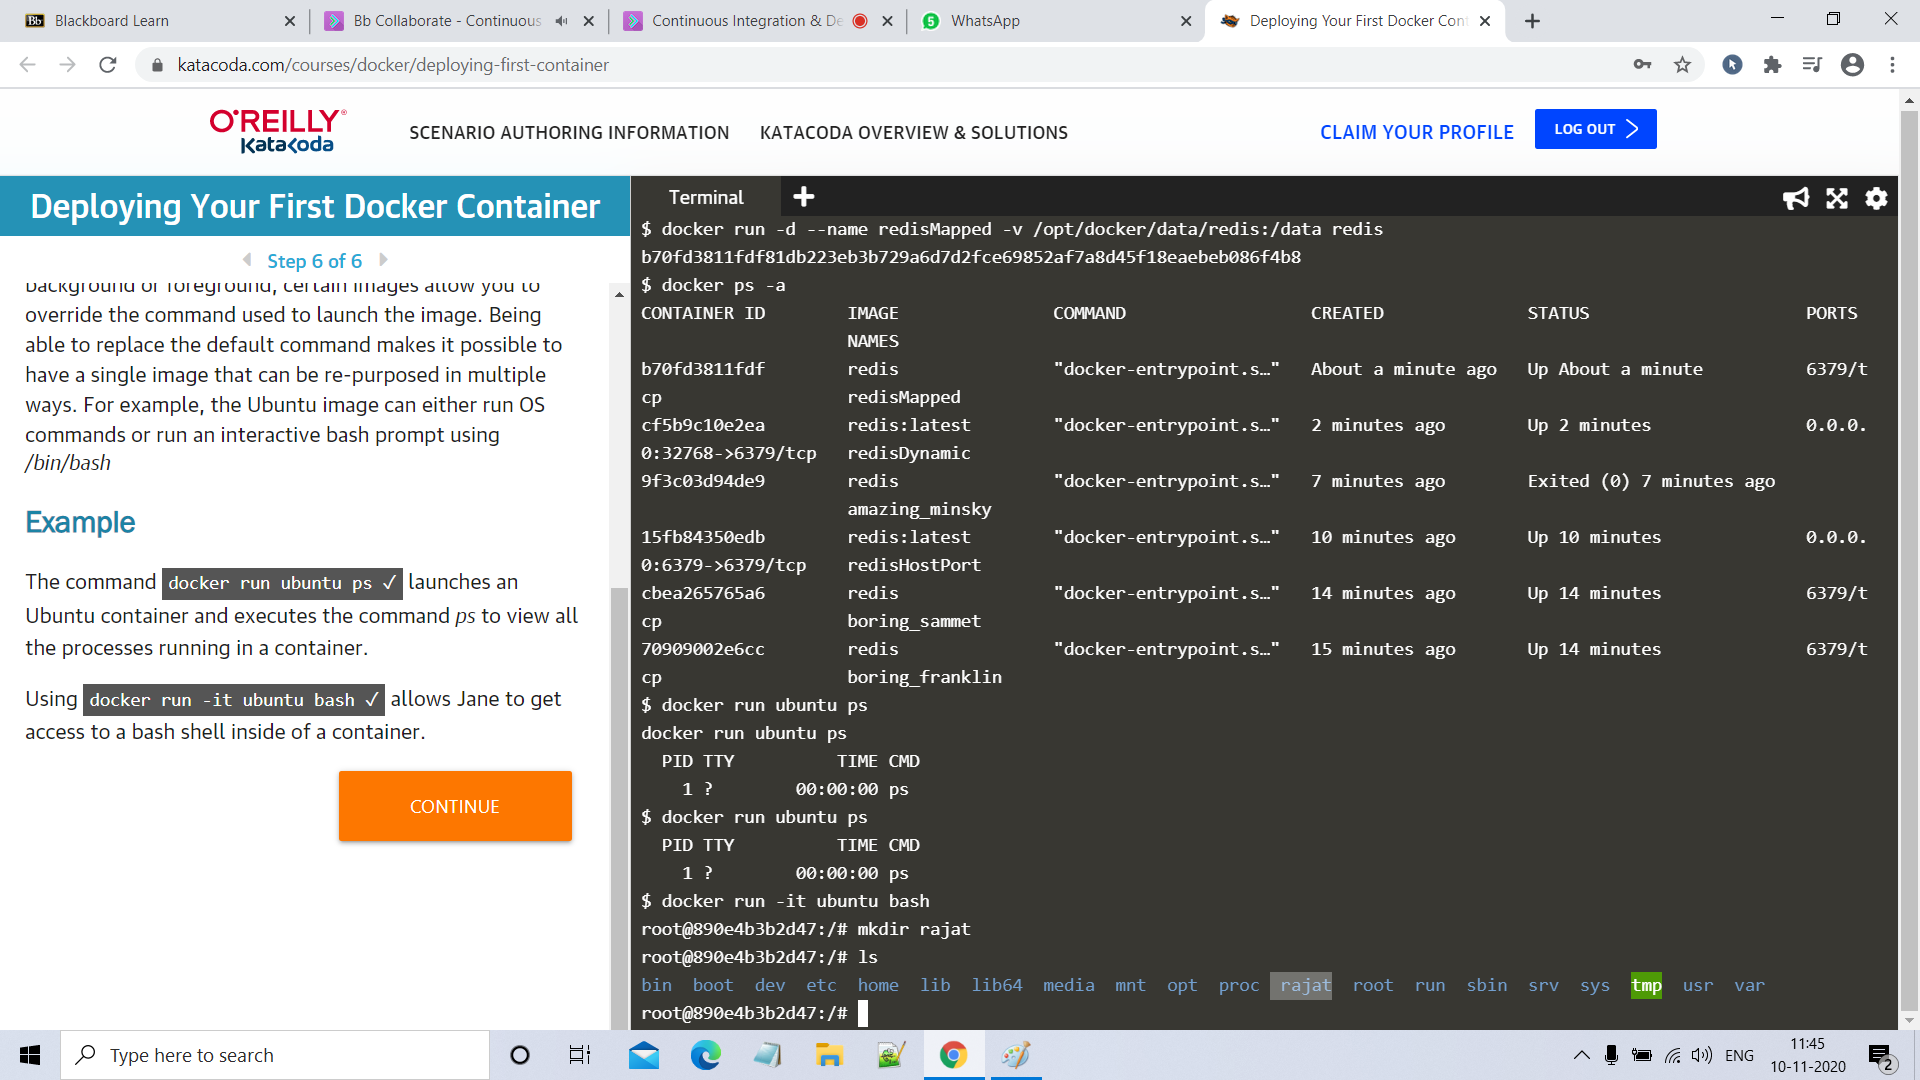 Blackboard Learn
Bb Collaborate - Continuous
Continuous Integration & De
WhatsApp
Deploying Your First Docker Cont
katacoda.com/courses/docker/deploying-first-container
O'REILLY
Katacoda
SCENARIO AUTHORING INFORMATION
KATACODA OVERVIEW & SOLUTIONS
CLAIM YOUR PROFILE
LOG OUT
Deploying Your First Docker Container
Step 6 of 6
background or foreground, certain images allow you to
override the command used to launch the image. Being
able to replace the default command makes it possible to
have a single image that can be re-purposed in multiple
ways. For example, the Ubuntu image can either run OS
commands or run an interactive bash prompt using
/bin/bash
Example
The command docker run ubuntu ps ✓ launches an
Ubuntu container and executes the command ps to view all
the processes running in a container.
Using docker run -it ubuntu bash ✓ allows Jane to get
access to a bash shell inside of a container.
CONTINUE
Terminal
$ docker run -d --name redisMapped -v /opt/docker/data/redis:/data redis
b70fd3811fdf81db223eb3b729a6d7d2fce69852af7a8d45f18eaebeb086f4b8
$ docker ps -a
CONTAINER ID        IMAGE               COMMAND                  CREATED              STATUS                     PORTS
                    NAMES
b70fd3811fdf        redis               "docker-entrypoint.s…"   About a minute ago   Up About a minute          6379/t
cp                  redisMapped
cf5b9c10e2ea        redis:latest        "docker-entrypoint.s…"   2 minutes ago        Up 2 minutes               0.0.0.
0:32768->6379/tcp   redisDynamic
9f3c03d94de9        redis               "docker-entrypoint.s…"   7 minutes ago        Exited (0) 7 minutes ago
                    amazing_minsky
15fb84350edb        redis:latest        "docker-entrypoint.s…"   10 minutes ago       Up 10 minutes              0.0.0.
0:6379->6379/tcp    redisHostPort
cbea265765a6        redis               "docker-entrypoint.s…"   14 minutes ago       Up 14 minutes              6379/t
cp                  boring_sammet
70909002e6cc        redis               "docker-entrypoint.s…"   15 minutes ago       Up 14 minutes              6379/t
cp                  boring_franklin
$ docker run ubuntu ps
docker run ubuntu ps
  PID TTY          TIME CMD
    1 ?        00:00:00 ps
$ docker run ubuntu ps
  PID TTY          TIME CMD
    1 ?        00:00:00 ps
$ docker run -it ubuntu bash
root@890e4b3b2d47:/# mkdir rajat
root@890e4b3b2d47:/# ls
bin  boot  dev  etc  home  lib  lib64  media  mnt  opt  proc  rajat  root  run  sbin  srv  sys  tmp  usr  var
root@890e4b3b2d47:/#
Type here to search
ENG
11:45
10-11-2020
2